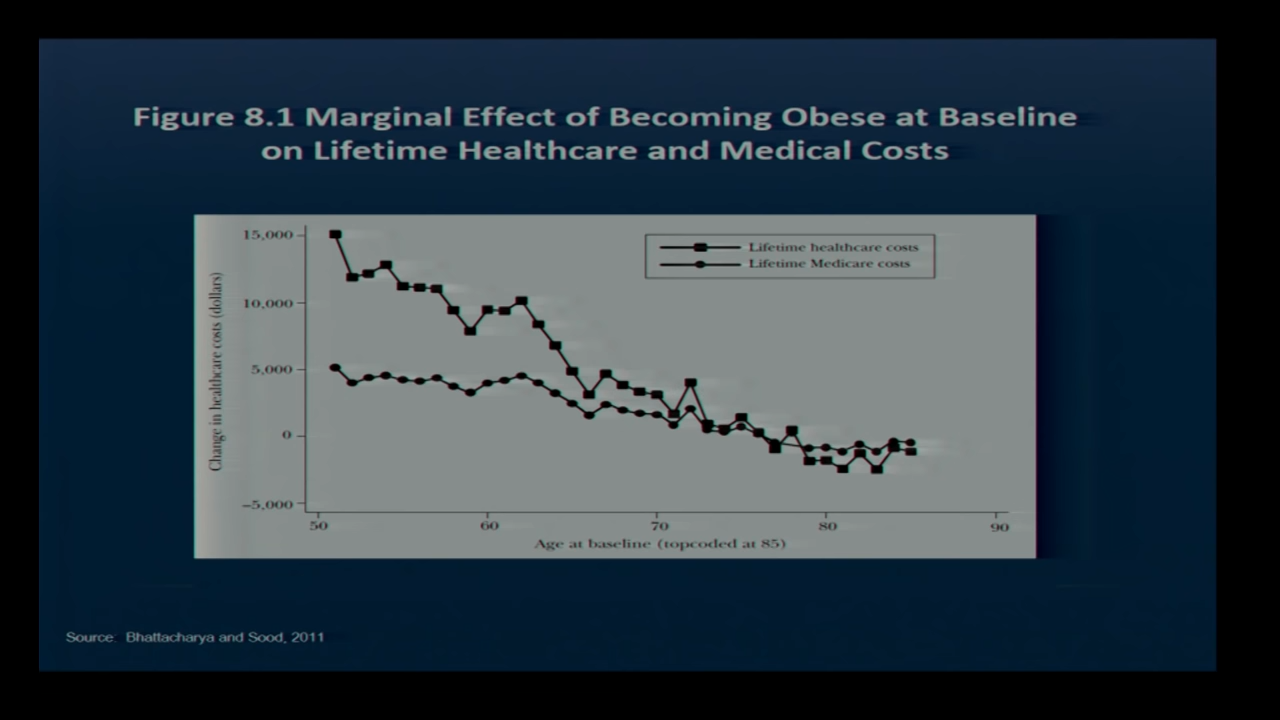 Figure 8.1 Marginal Effect of Becoming Obese at Baseline
on Lifetime Healthcare and Medical Costs
15,000
10,000
5,000
0
−5,000
Change in healthcare costs (dollars)
Lifetime healthcare costs
Lifetime Medicare costs
50 60 70 80 90
Age at baseline (topcoded at 85)
Source: Bhattacharya and Sood, 2011